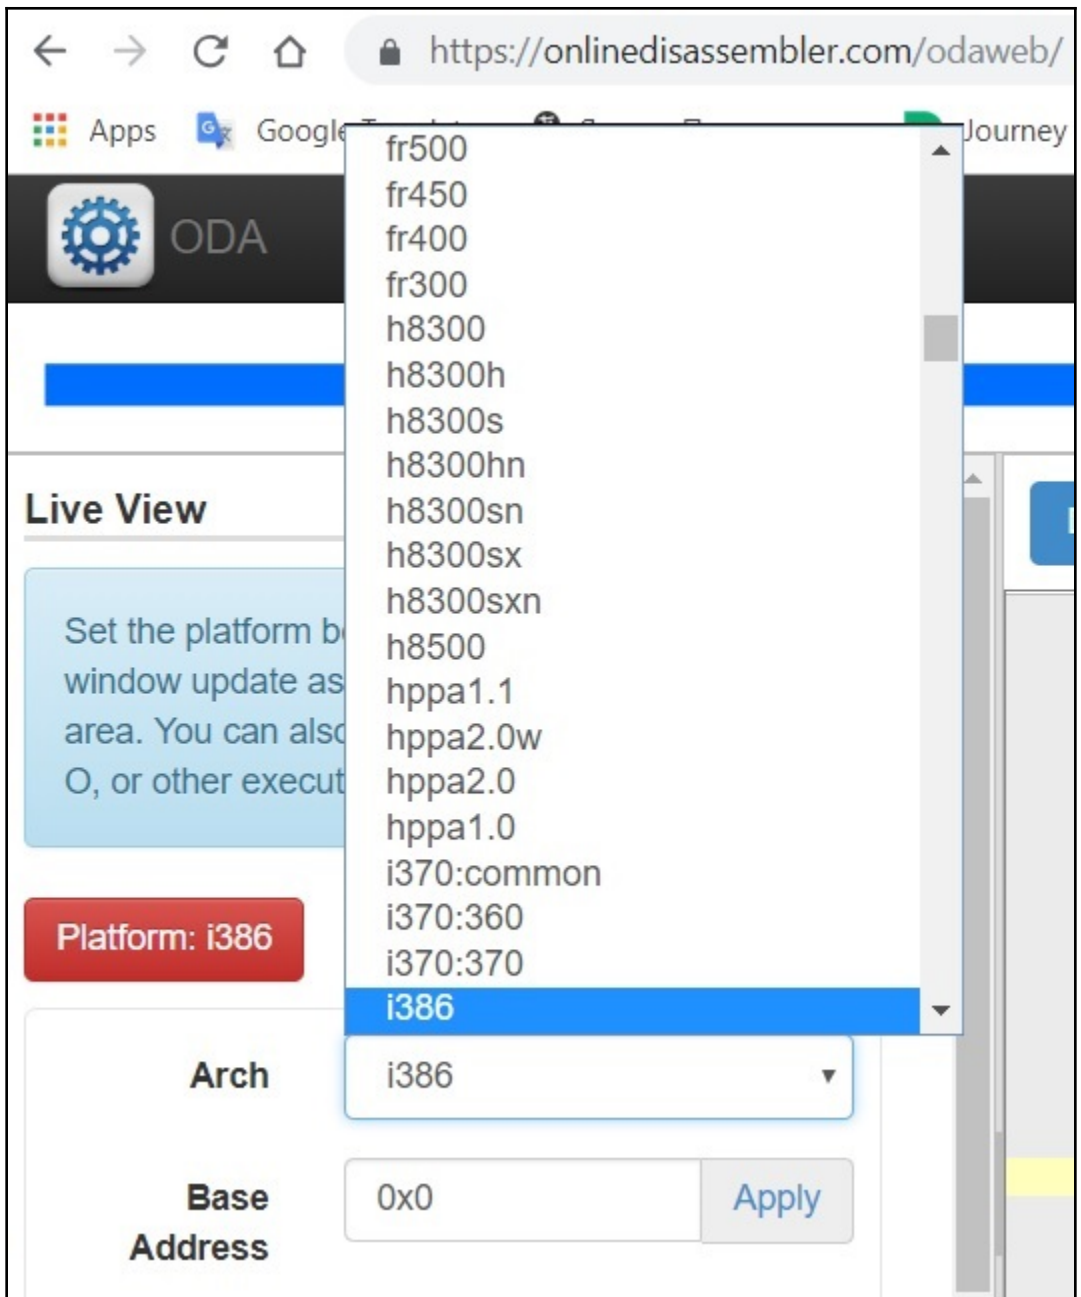 https://onlinedisassembler.com/odaweb/
Apps Google Journey
ODA
fr500
fr450
fr400
fr300
h8300
h8300h
h8300s
h8300hn
h8300sn
h8300sx
h8300sxn
h8500
hppa1.1
hppa2.0w
hppa2.0
hppa1.0
i370:common
i370:360
i370:370
i386
Live View
Set the platform
window update as
area. You can also
O, or other
Platform: i386
Arch i386
Base
Address
0x0 Apply